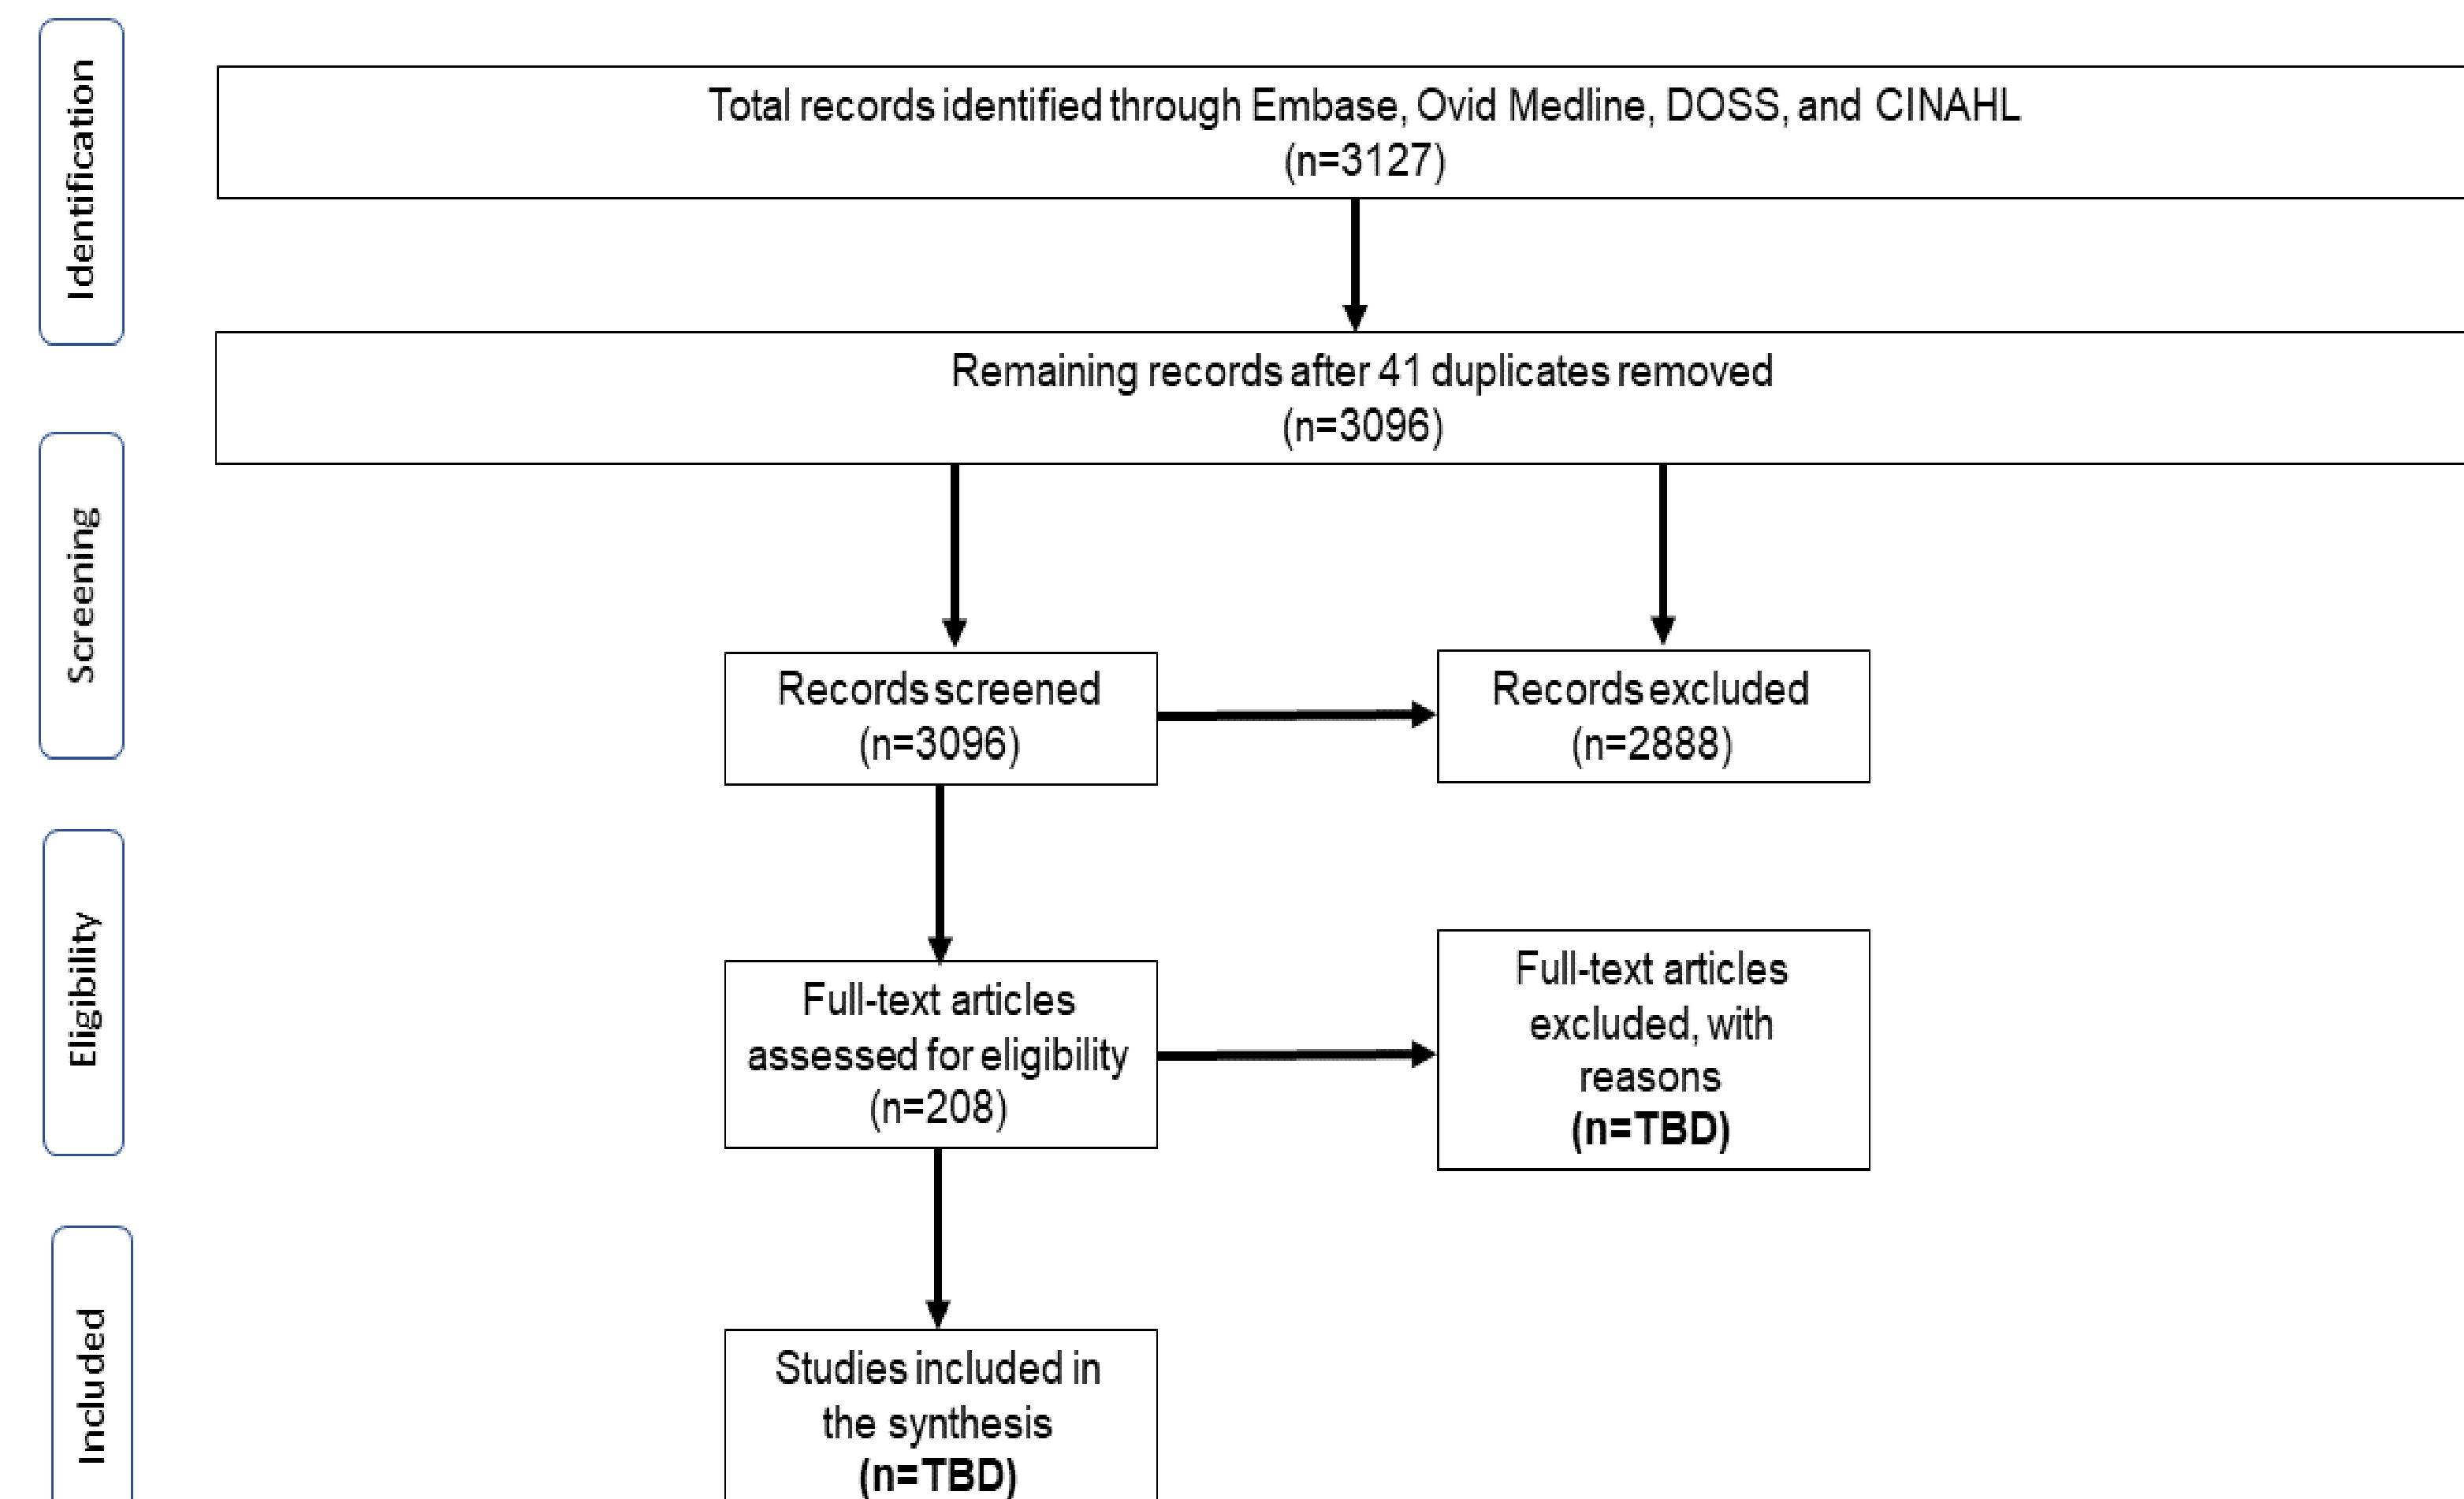 Identification
Total records identified through Embase, Ovid Medline, DOSS, and CINAHL
(n=3127)
Remaining records after 41 duplicates removed
(n=3096)
Screening
Records screened
(n=3096)
Records excluded
(n=2888)
Eligibility
Full-text articles
assessed for eligibility
(n=208)
Full-text articles
excluded, with
reasons
(n=TBD)
Included
Studies included in
the synthesis
(n=TBD)